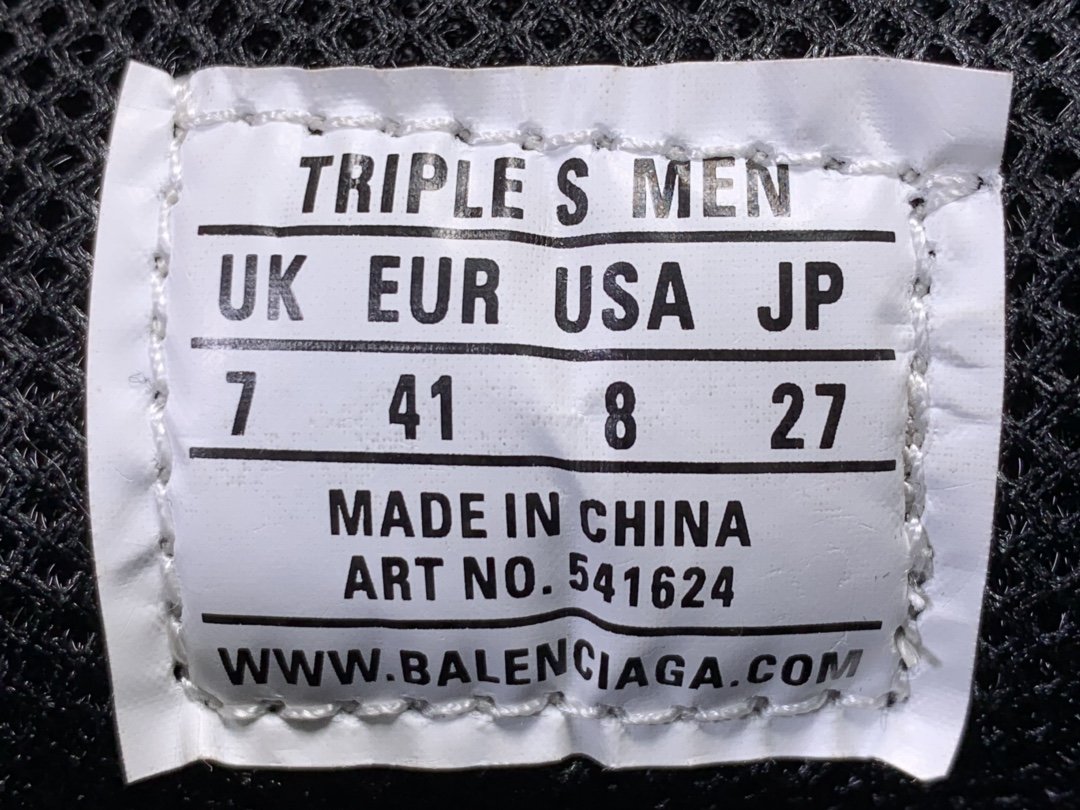 TRIPLE S MEN
UK EUR USA JP
7 41 8 27
MADE IN CHINA
ART NO. 541624
WWW.BALENCIAGA.COM